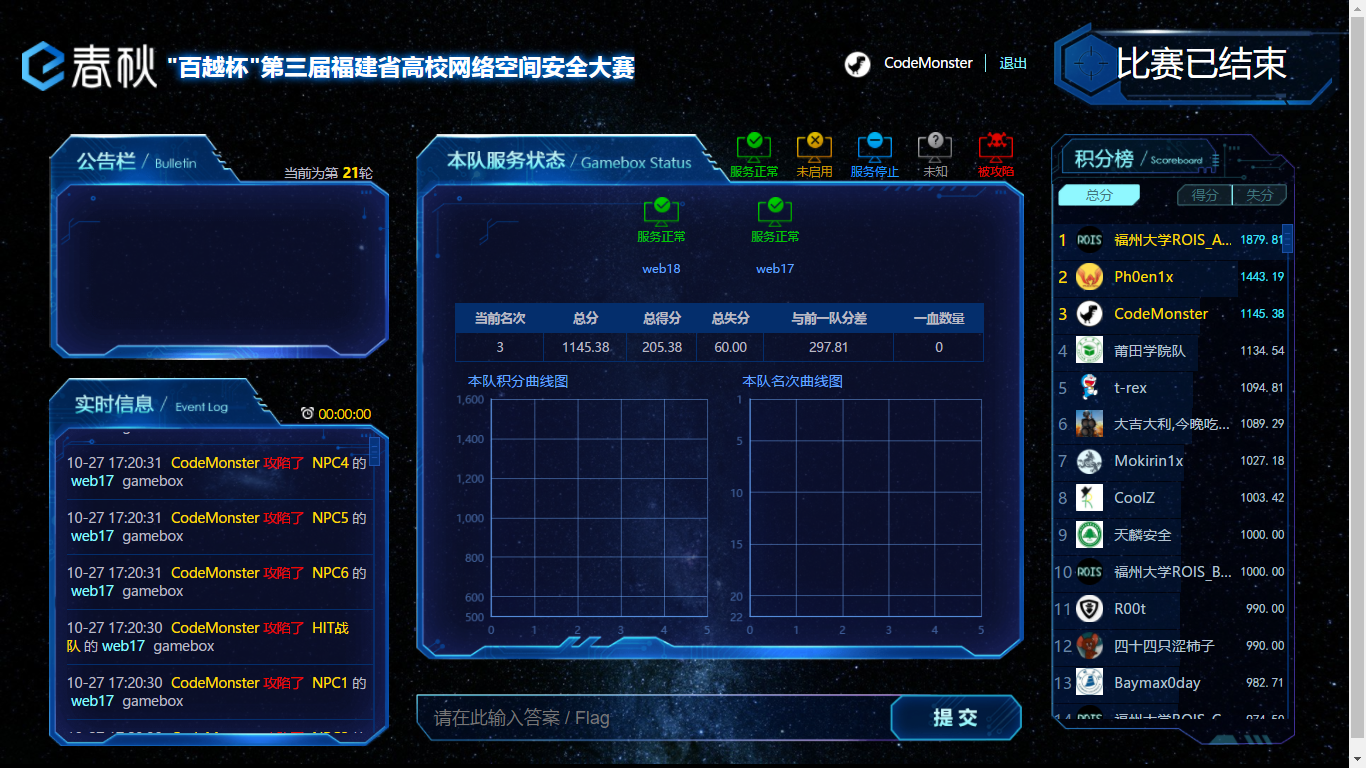 春秋 "百越杯"第三届福建省高校网络空间安全大赛
CodeMonster 退出
比赛已结束
公告栏 / Bulletin
当前为第 21轮
实时信息 / Event Log
00:00:00
10-27 17:20:31 CodeMonster 攻陷了 NPC4 的
web17 gamebox
10-27 17:20:31 CodeMonster 攻陷了 NPC5 的
web17 gamebox
10-27 17:20:31 CodeMonster 攻陷了 NPC6 的
web17 gamebox
10-27 17:20:30 CodeMonster 攻陷了 HIT战
队 的 web17 gamebox
10-27 17:20:30 CodeMonster 攻陷了 NPC1 的
web17 gamebox
本队服务状态 / Gamebox Status
服务正常 未启用 服务停止 未知 被攻陷
服务正常 服务正常
web18 web17
当前名次 总分 总得分 总失分 与前一队分差 一血数量
3 1145.38 205.38 60.00 297.81 0
本队积分曲线图
1,600
1,400
1,200
1,000
800
600
500
0 1 2 3 4 5
本队名次曲线图
1
5
10
15
20
22
0 1 2 3 4 5
请在此输入答案 / Flag
提 交
积分榜 / Scoreboard
总分 得分 失分
1 ROIS 福州大学ROIS_A... 1879.81
2 Ph0en1x 1443.19
3 CodeMonster 1145.38
4 莆田学院队 1134.54
5 t-rex 1094.81
6 大吉大利,今晚吃... 1089.29
7 Mokirin1x 1027.18
8 CoolZ 1003.42
9 天麟安全 1000.00
10 ROIS 福州大学ROIS_B... 1000.00
11 R00t 990.00
12 四十四只涩柿子 990.00
13 Baymax0day 982.71